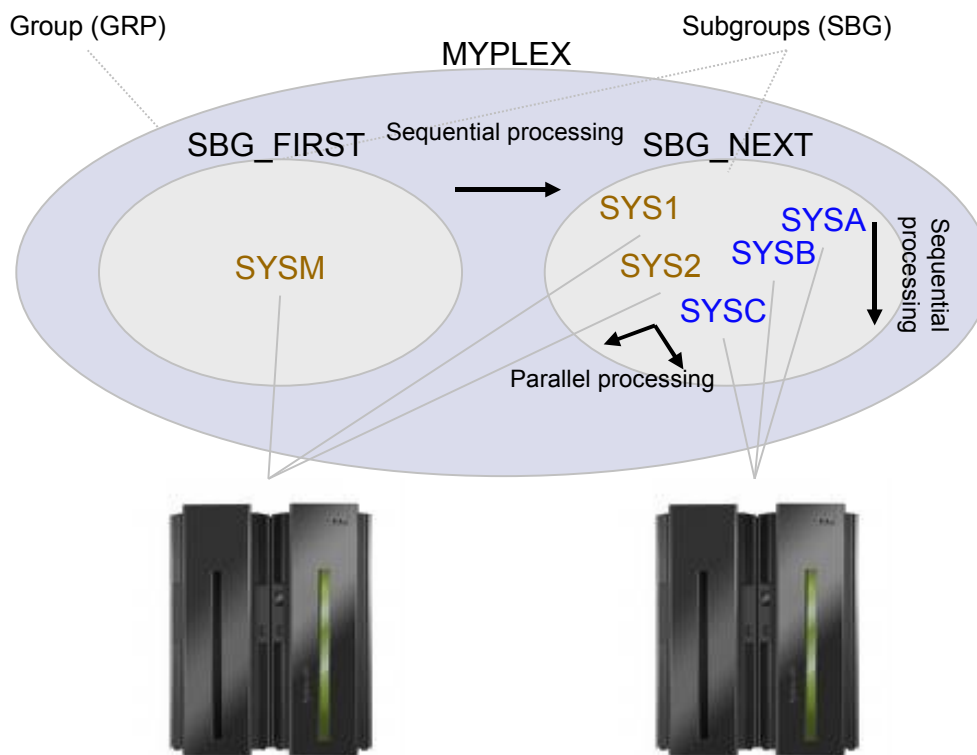 Group (GRP)
Subgroups (SBG)
MYPLEX
Sequential processing
SBG_FIRST
SBG_NEXT
SYS1
SYSA
SYSB
SYSM
SYS2
SYSC
Sequential
processing
Parallel processing